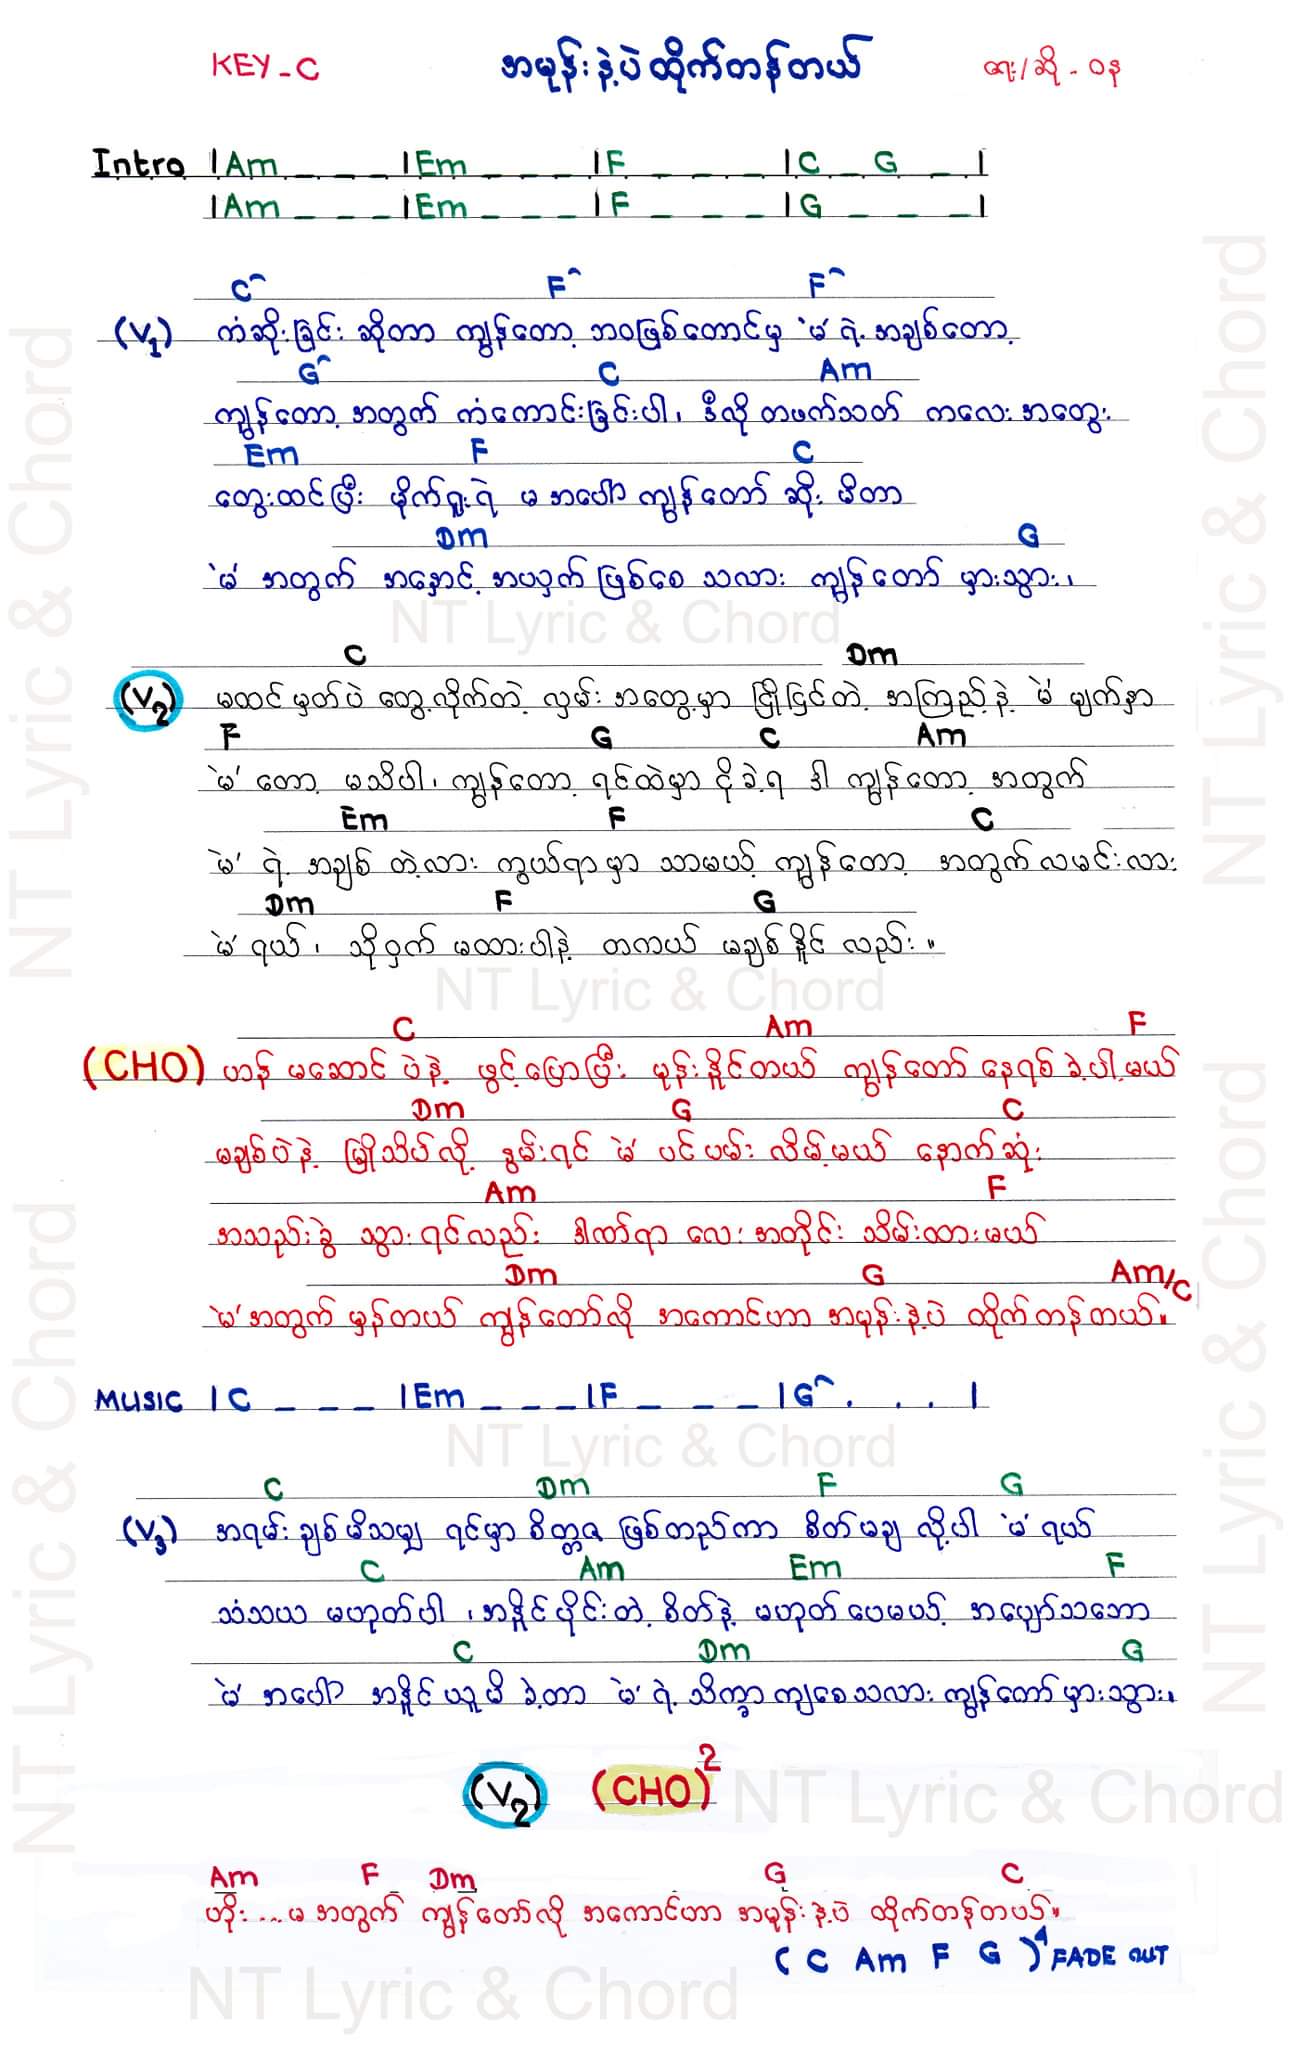 KEY - C အမုန်းနဲ့ပဲထိုက်တန်တယ် ရေး/ဆို - ဝန
Intro |Am _ _ _ |Em _ _ _ |F _ _ _ |C _ G _ |
|Am _ _ _ |Em _ _ _ |F _ _ _ |G _ _ _ |
C^ F^ F^
(V1) ကံဆိုးခြင်း ဆိုတာ ကျွန်တော့ ဘဝဖြစ်တောင်မှ 'မ' ရဲ့ အချစ်တော့
G^ C Am
ကျွန်တော့ အတွက် ကံကောင်းခြင်းပါ၊ ဒီလို တဖက်သတ် ကလေး အတွေး
Em F C
တွေးထင်ပြီး မိုက်ရူးရဲ မ အပေါ် ကျွန်တော် ဆိုး မိတာ
Dm G
'မ' အတွက် အနှောင့် အယှက် ဖြစ်စေ သလား ကျွန်တော် မှားသွား၊
NT Lyric & Chord
C Dm
(V2) မထင်မှတ်ပဲ တွေ့လိုက်တဲ့ လှမ်း အတွေ့မှာ ငြိုငြင်တဲ့ အကြည့်နဲ့ 'မ' မျက်နှာ
F G C Am
'မ' တော့ မသိပါ၊ ကျွန်တော့ ရင်ထဲမှာ ငိုခဲ့ရ ဒါ ကျွန်တော့ အတွက်
Em F C
'မ' ရဲ့ အချစ် တဲ့လား ကွယ်ရာမှာ သာမယ့် ကျွန်တော့ အတွက်လမင်းလား
Dm F G
'မ' ရယ်၊ သိုဝှက် မထားပါနဲ့ တကယ် မချစ်နိုင် လည်း။
NT Lyric & Chord
C Am F
(CHO) ဟန် မဆောင် ပဲနဲ့ ဖွင့်ပြောပြီး မုန်းနိုင်တယ် ကျွန်တော် နေရစ်ခဲ့ပါ့မယ်
Dm G C
မချစ်ပဲနဲ့ မြှိုသိပ်လို့ နွမ်းရင် 'မ' ပင်ပမ်း လိမ့်မယ် နောက်ဆုံး
Am F
အသည်းခွဲ သွားရင်လည်း ဒါဏ်ရာ လေး အတိုင်း သိမ်းထားမယ်
Dm G Am/C
'မ' အတွက် မှန်တယ် ကျွန်တော်လို အကောင်ဟာ အမုန်းနဲ့ပဲ ထိုက်တန်တယ်။
MUSIC |C _ _ _ |Em _ _ _ |F _ _ _ |G^ . . . |
NT Lyric & Chord
C Dm F G
(V3) အရမ်းချစ်မိသမျှ ရင်မှာ စိတ္တဇ ဖြစ်တည်ကာ စိတ်မချ လို့ပါ 'မ' ရယ်
C Am Em F
သံသယ မဟုတ်ပါ ၊ အနိုင်ပိုင်းတဲ့ စိတ်နဲ့ မဟုတ်ပေမယ့် အပျော်သဘော
C Dm G
'မ' အပေါ် အနိုင်ယူမိ ခဲ့တာ 'မ' ရဲ့ သိက္ခာ ကျစေသလား ကျွန်တော် မှားသွား။
(V2) (CHO)2 NT Lyric & Chord
Am F Dm G C
ဟိုး ... မ အတွက် ကျွန်တော်လို အကောင်ဟာ အမုန်းနဲ့ပဲ ထိုက်တန်တယ်။
( C Am F G )4 FADE OUT
NT Lyric & Chord
NT Lyric & Chord
NT Lyric & Chord
NT Lyric & Chord
NT Lyric & Chord